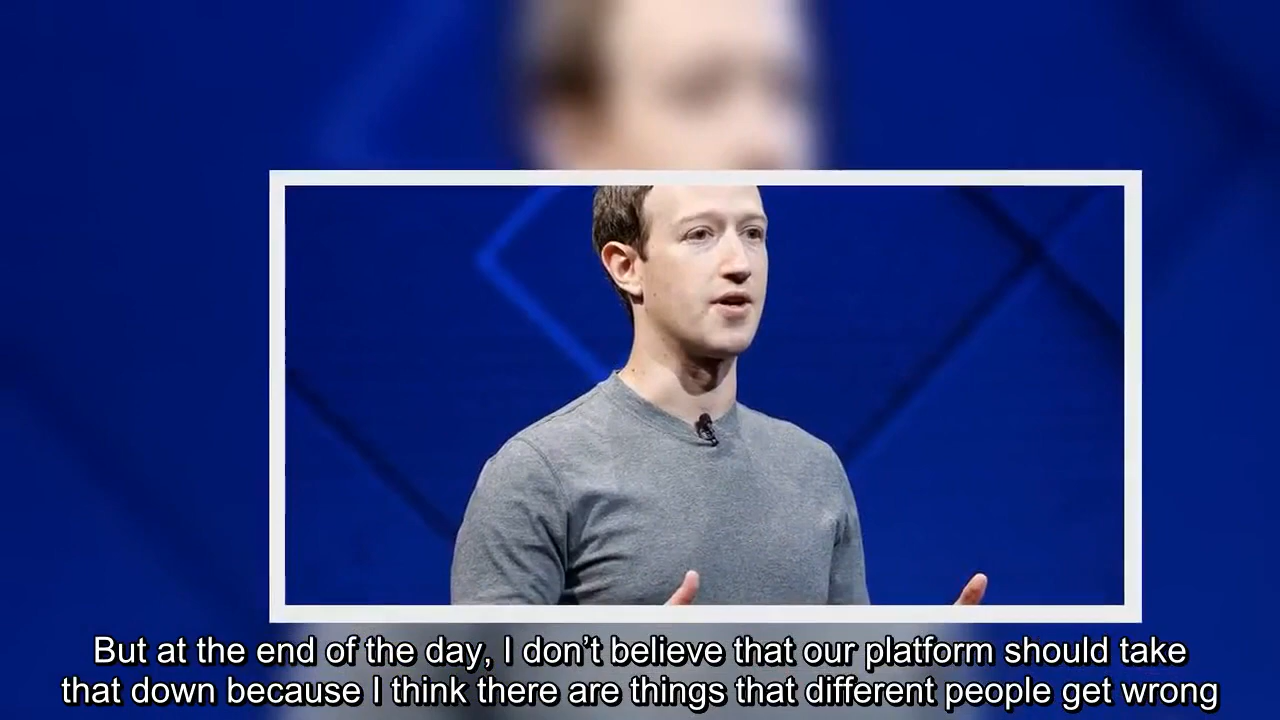 But at the end of the day, I don’t believe that our platform should take
that down because I think there are things that different people get wrong